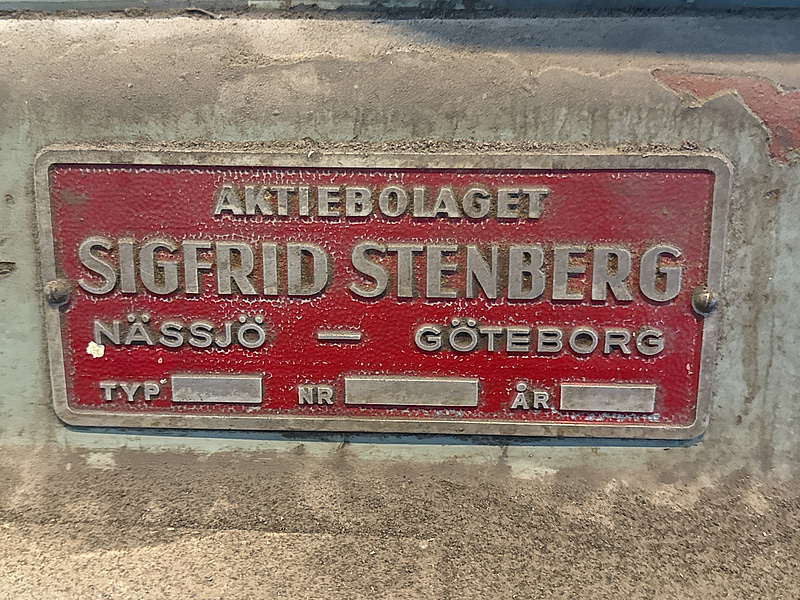 AKTIEBOLAGET
SIGFRID STENBERG
NÄSSJÖ — GÖTEBORG
TYP NR ÅR